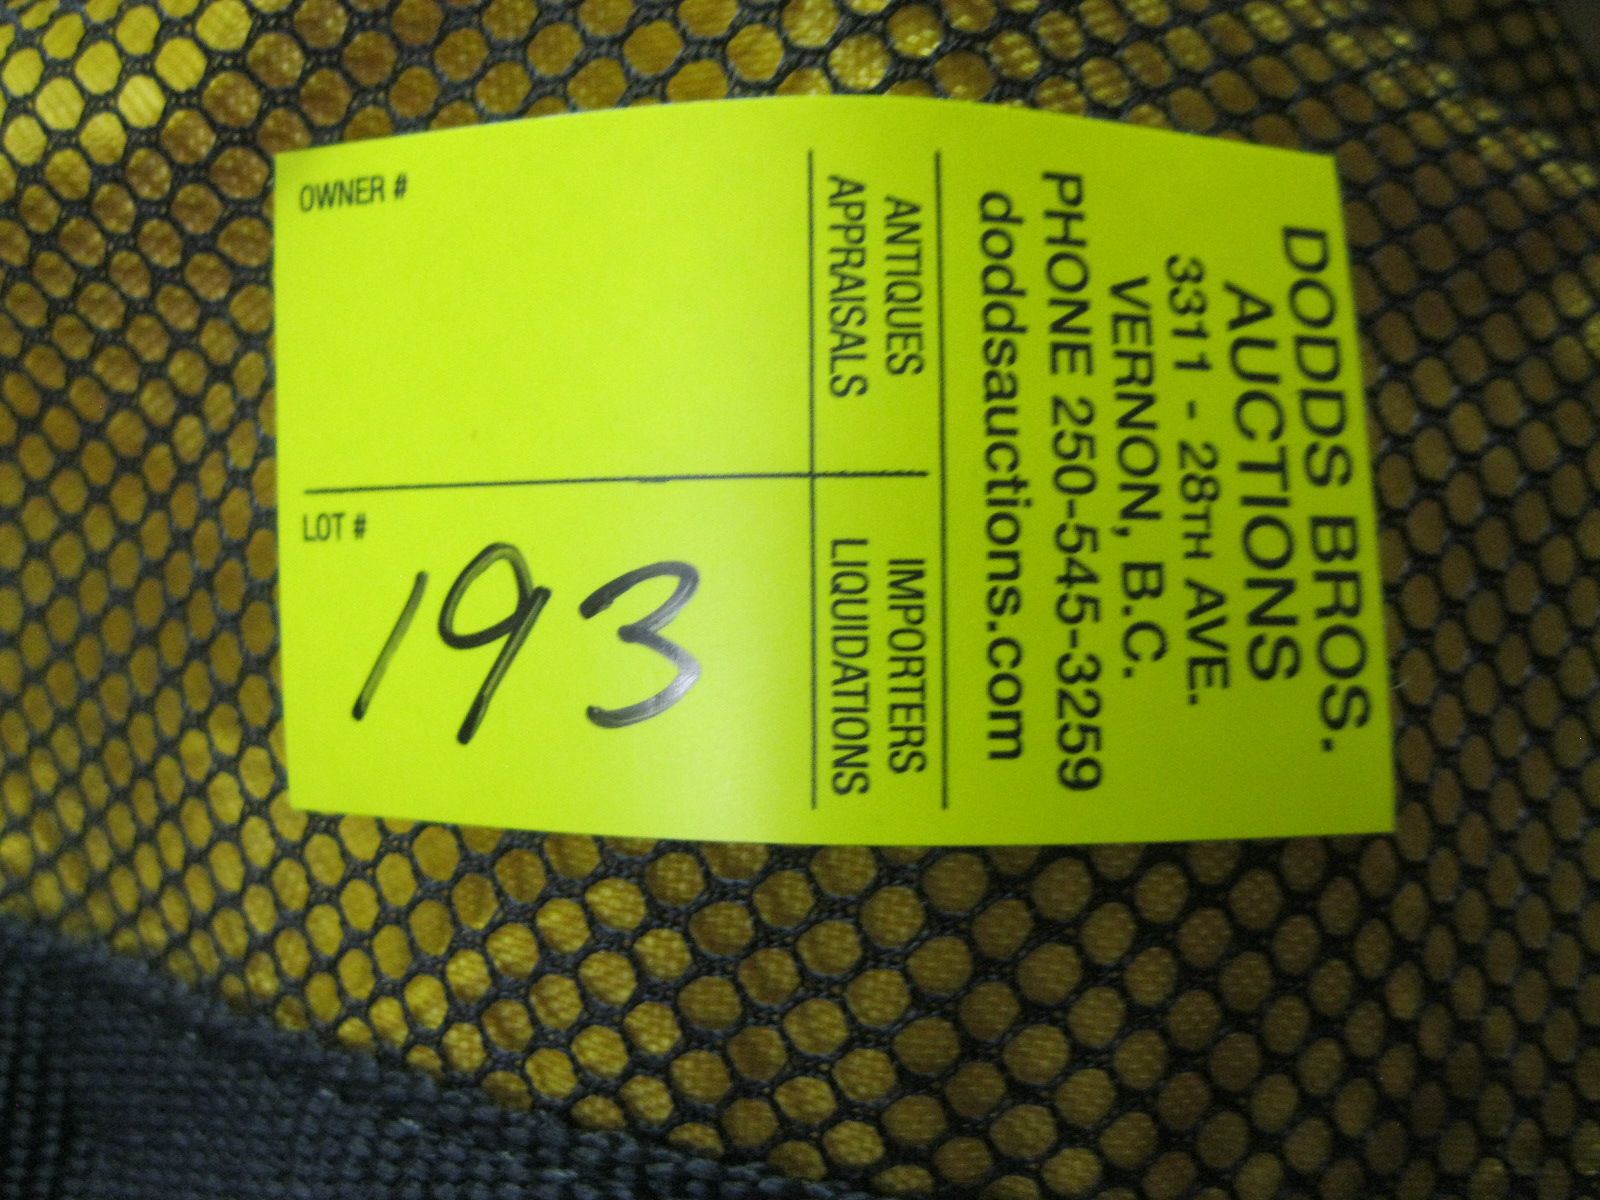 DODDS BROS.
AUCTIONS
3311 - 28TH AVE.
VERNON, B.C.
PHONE 250-545-3259
doddsauctions.com
ANTIQUES
APPRAISALS
IMPORTERS
LIQUIDATIONS
OWNER #
LOT #
193